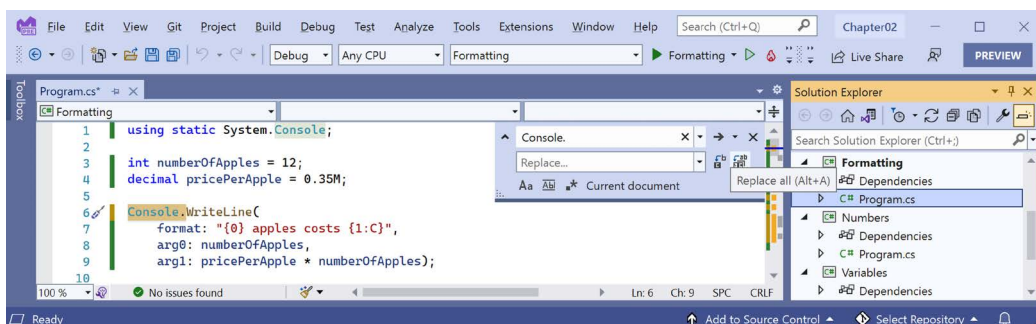 File Edit View Git Project Build Debug Test Analyze Tools Extensions Window Help Search (Ctrl+Q) Chapter02
Debug Any CPU Formatting Formatting Live Share PREVIEW
Toolbox
Program.cs*
Solution Explorer
C# Formatting
1 using static System.Console;
Console.
2
Search Solution Explorer (Ctrl+;)
3 int numberOfApples = 12;
Replace...
C# Formatting
4 decimal pricePerApple = 0.35M;
Aa Ab .* Current document
Replace all (Alt+A)
Dependencies
5
C# Program.cs
6 Console.WriteLine(
C# Numbers
7 format: "{0} apples costs {1:C}",
Dependencies
8 arg0: numberOfApples,
C# Program.cs
9 arg1: pricePerApple * numberOfApples);
C# Variables
10
100 % No issues found Ln: 6 Ch: 9 SPC CRLF
Dependencies
Ready Add to Source Control Select Repository